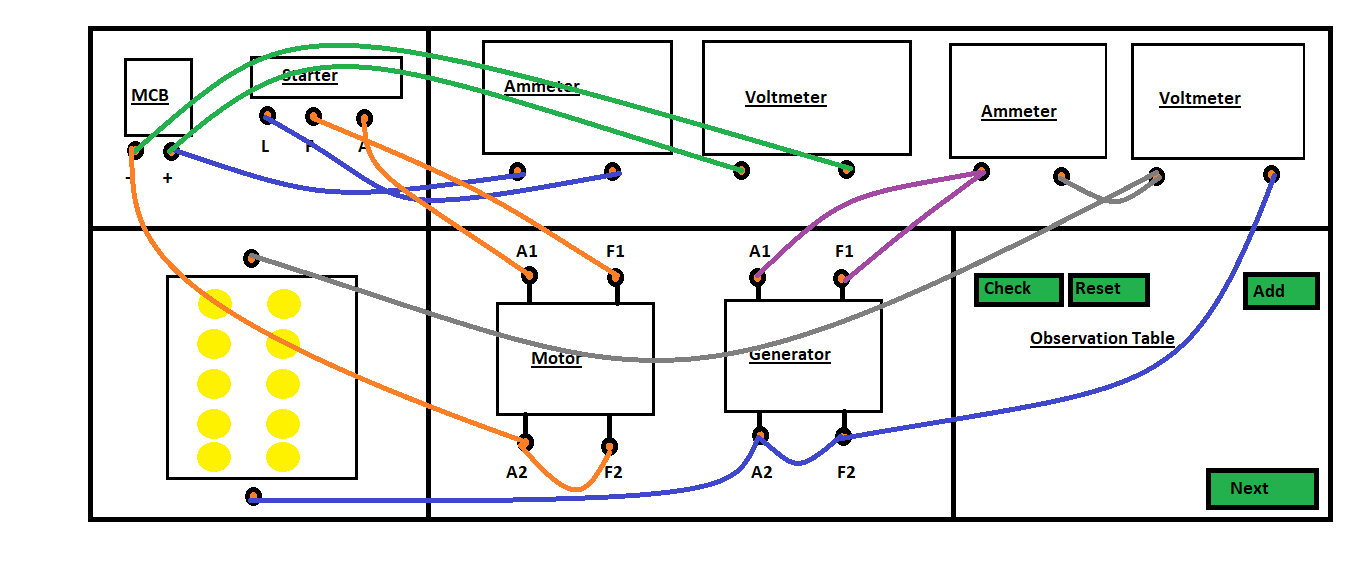 MCB
Starter
Ammeter
Voltmeter
Ammeter
Voltmeter
L
F
A
-
+
A1
F1
A1
F1
Check
Reset
Add
Observation Table
Motor
Generator
A2
F2
A2
F2
Next